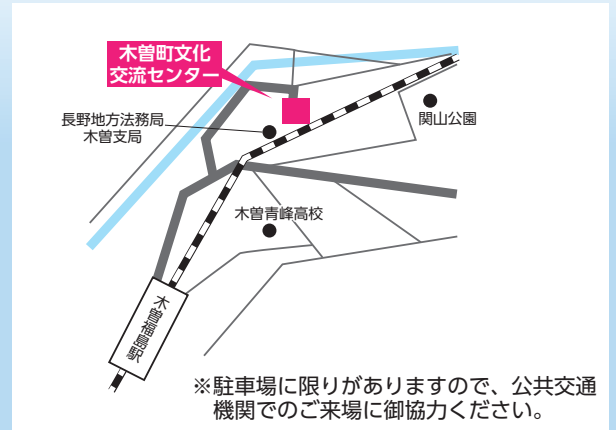 木曽町文化
交流センター
長野地方法務局
木曽支局
関山公園
木曽青峰高校
木曽福島駅
※駐車場に限りがありますので、公共交通
機関でのご来場に御協力ください。